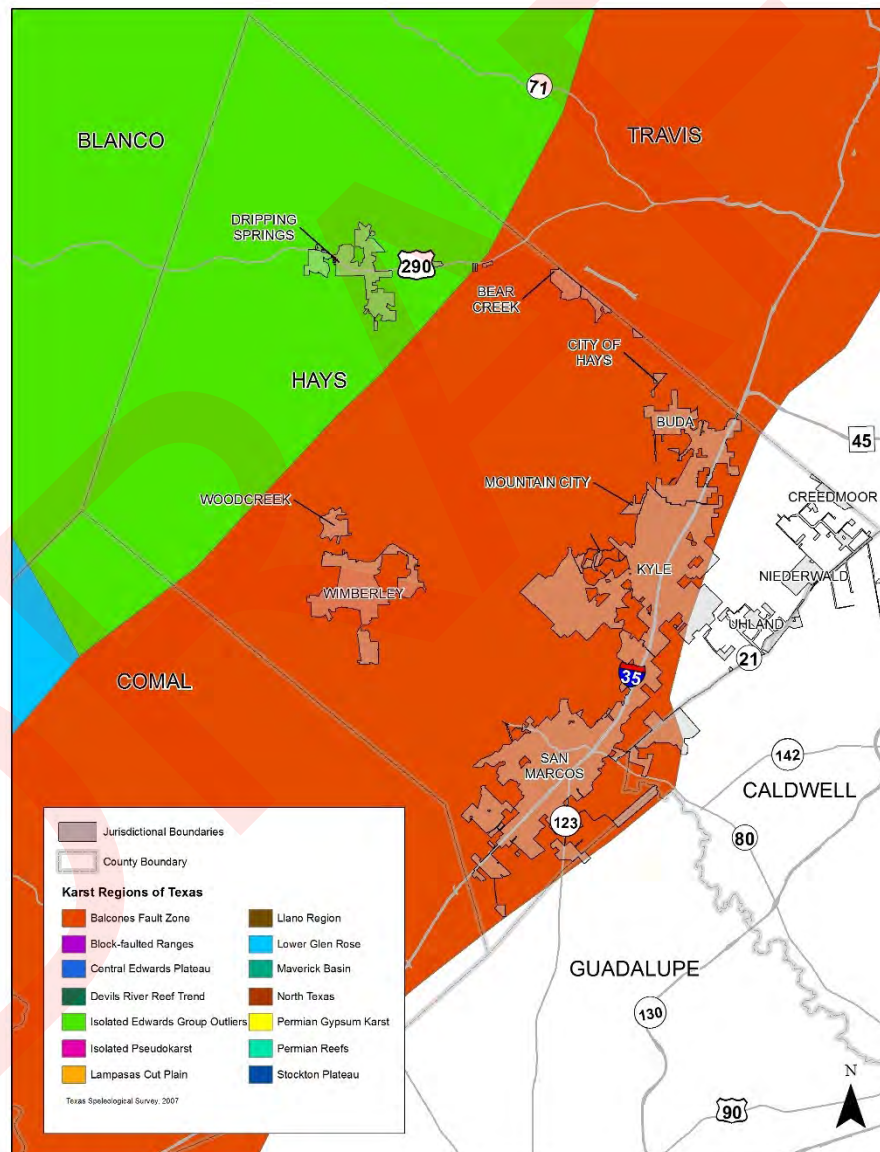 71
BLANCO
TRAVIS
DRIPPING
SPRINGS
290
BEAR
CREEK
CITY OF
HAYS
HAYS
BUDA
45
WOODCREEK
MOUNTAIN CITY
CREEDMOOR
KYLE
NIEDERWALD
WIMBERLEY
UHLAND
21
COMAL
35
SAN
MARCOS
142
CALDWELL
123
80
GUADALUPE
130
90
N
Jurisdictional Boundaries
County Boundary
Karst Regions of Texas
Balcones Fault Zone
Block-faulted Ranges
Central Edwards Plateau
Devils River Reef Trend
Isolated Edwards Group Outliers
Isolated Pseudokarst
Lampasas Cut Plain
Llano Region
Lower Glen Rose
Maverick Basin
North Texas
Permian Gypsum Karst
Permian Reefs
Stockton Plateau
Texas Speleological Survey, 2007